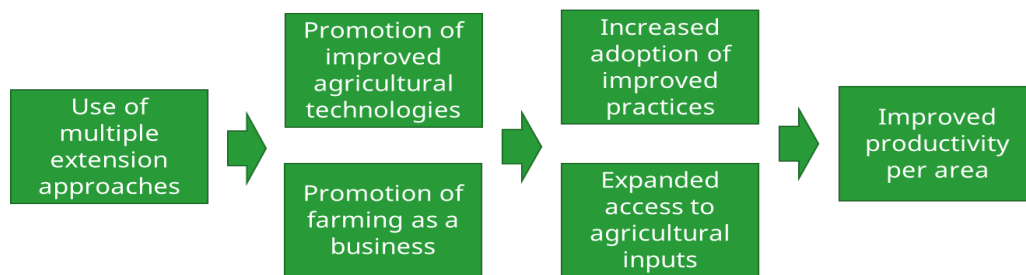 Use of
multiple
extension
approaches
Promotion of
improved
agricultural
technologies
Promotion of
farming as a
business
Increased
adoption of
improved
practices
Expanded
access to
agricultural
inputs
Improved
productivity
per area